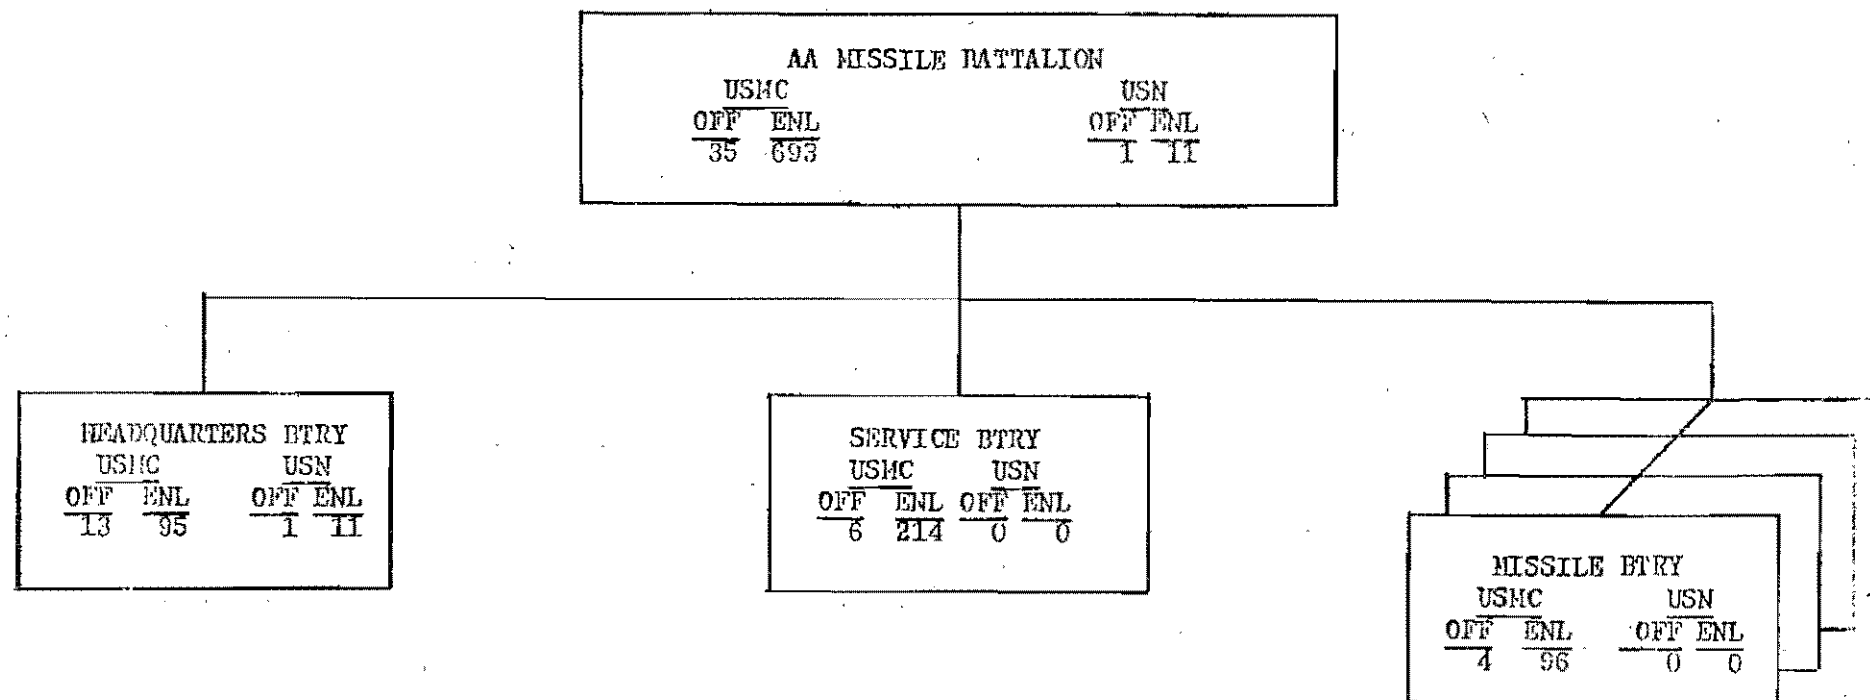 AA MISSILE BATTALION
USMC USN
OFF ENL OFF ENL
35 693 1 11
HEADQUARTERS BTRY
USMC USN
OFF ENL OFF ENL
13 95 1 11
SERVICE BTRY
USMC USN
OFF ENL OFF ENL
6 214 0 0
MISSILE BTRY
USMC USN
OFF ENL OFF ENL
4 96 0 0